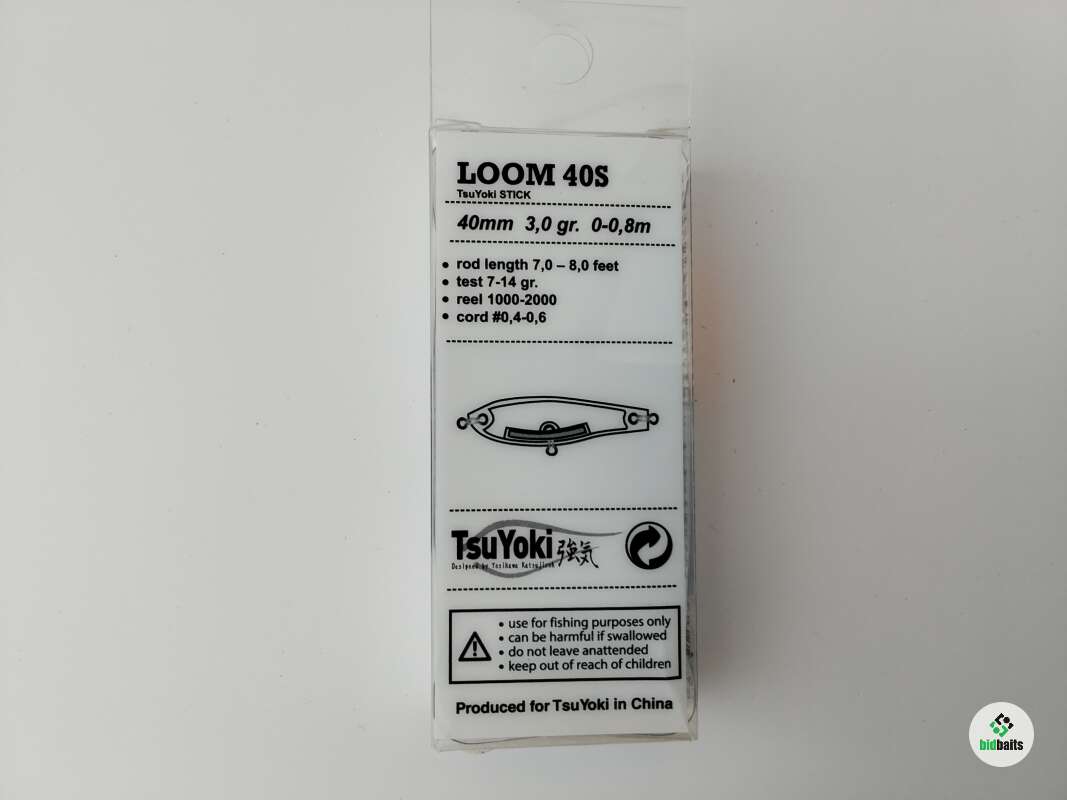 LOOM 40S
TsuYoki STICK
40mm 3,0 gr. 0-0,8m
• rod length 7,0 – 8,0 feet
• test 7-14 gr.
• reel 1000-2000
• cord #0,4-0,6
TsuYoki 強気
Designed by Yosikawa
• use for fishing purposes only
• can be harmful if swallowed
• do not leave anattended
• keep out of reach of children
Produced for TsuYoki in China
bidbaits